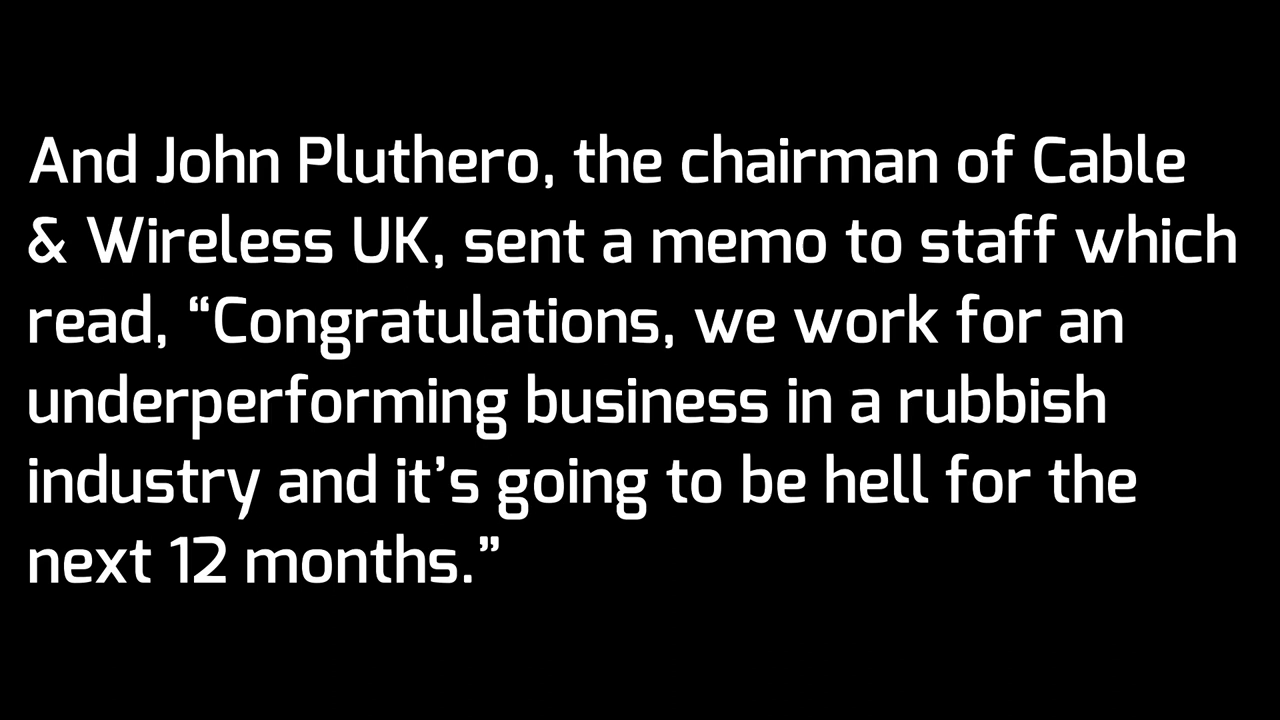 And John Pluthero, the chairman of Cable
& Wireless UK, sent a memo to staff which
read, “Congratulations, we work for an
underperforming business in a rubbish
industry and it’s going to be hell for the
next 12 months.”